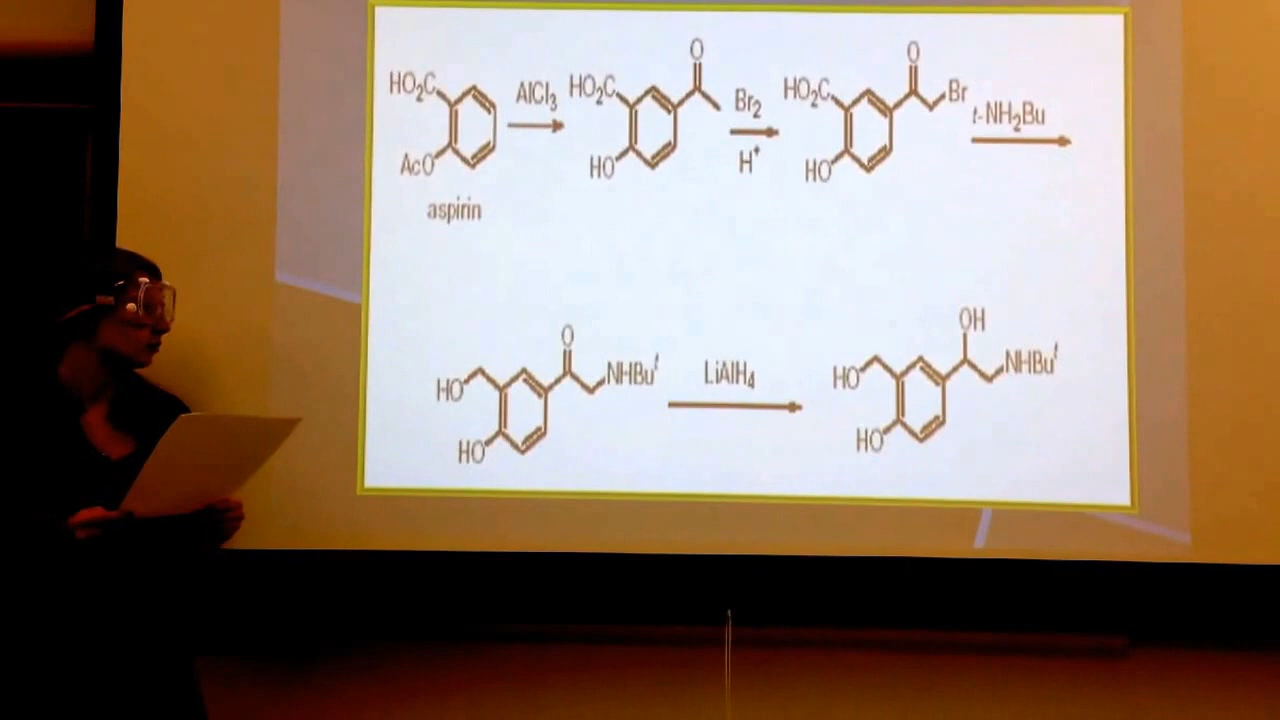 HO₂C AcO aspirin
AlCl₃
O HO₂C HO
Br₂
H⁺
O HO₂C Br HO
t-NH₂Bu
O HO NHBuᵗ HO
LiAlH₄
OH HO NHBuᵗ HO